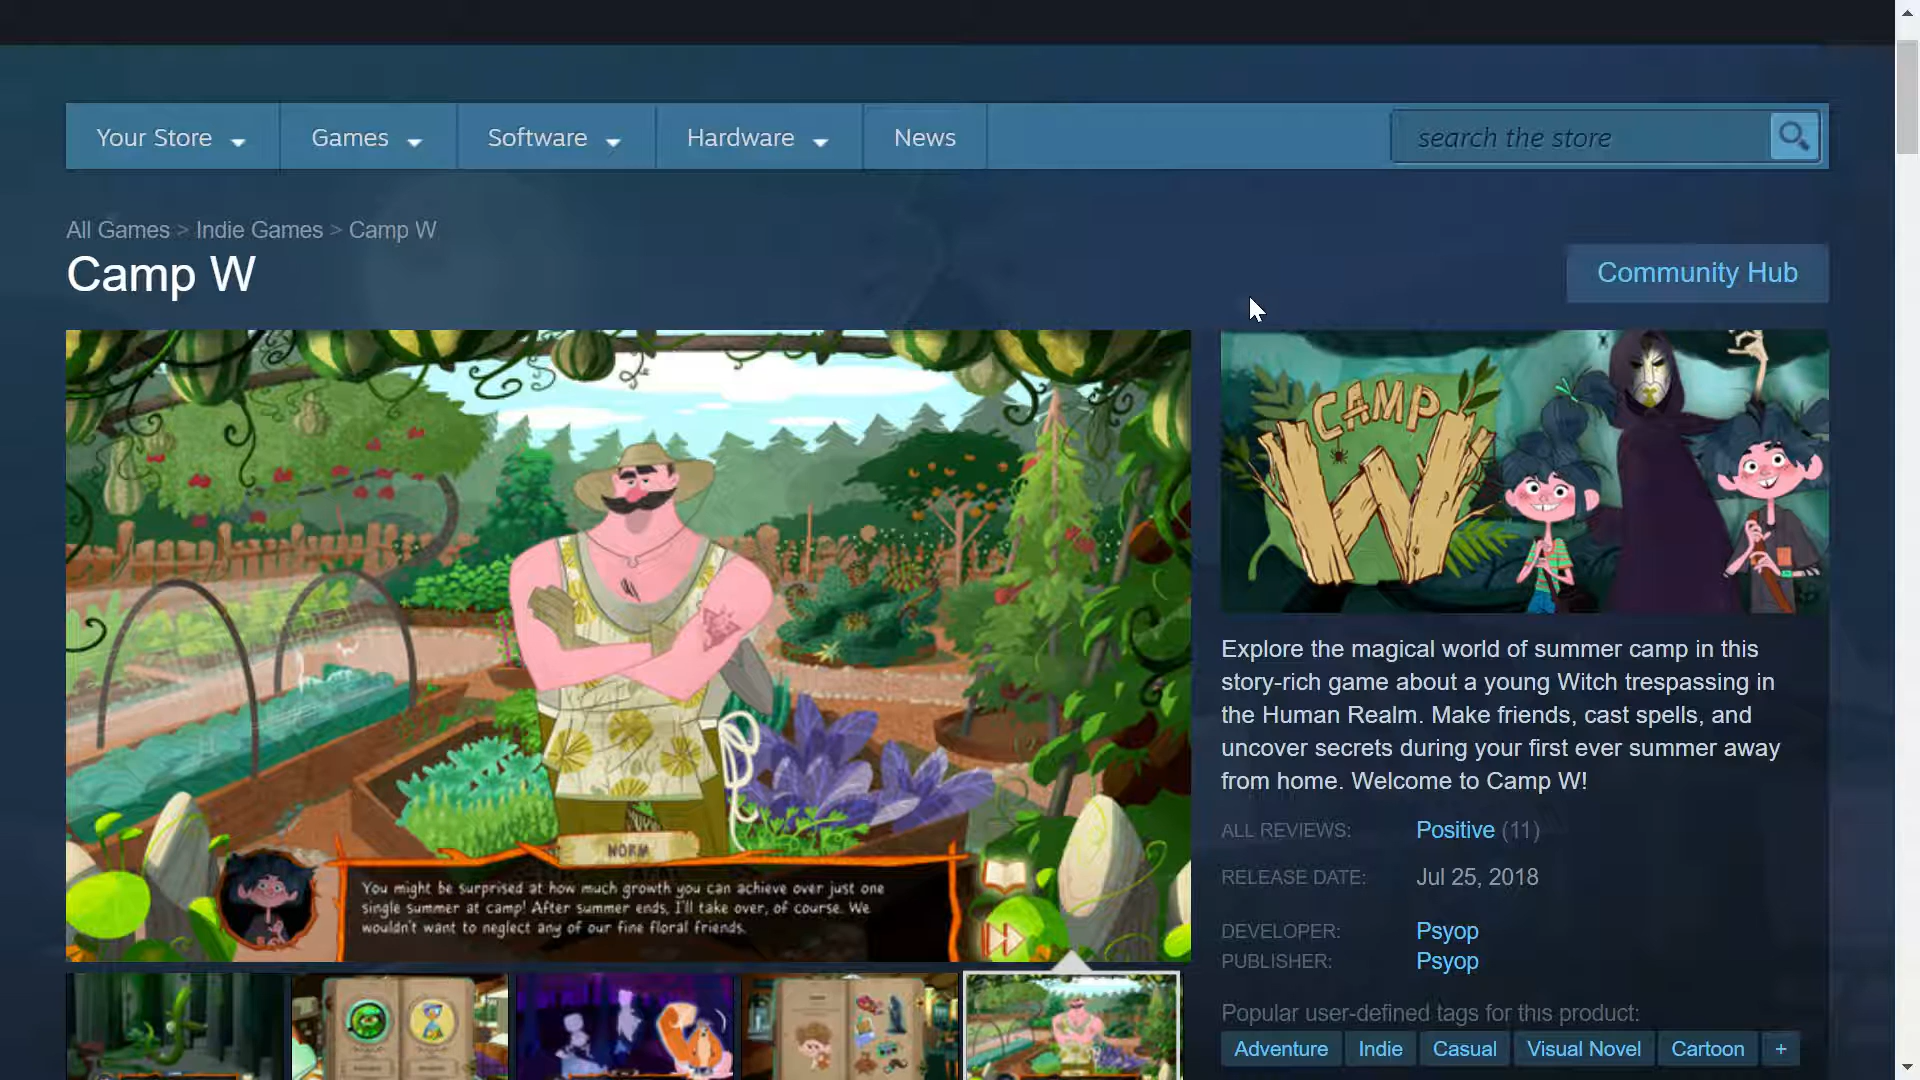 Your Store
Games
Software
Hardware
News
search the store
All Games > Indie Games > Camp W
Camp W
Community Hub
CAMP
W
Explore the magical world of summer camp in this
story-rich game about a young Witch trespassing in
the Human Realm. Make friends, cast spells, and
uncover secrets during your first ever summer away
from home. Welcome to Camp W!
NORM
You might be surprised at how much growth you can achieve over just one
single summer at camp! After summer ends, I'll take over, of course. We
wouldn't want to neglect any of our fine floral friends.
ALL REVIEWS: Positive (11)
RELEASE DATE: Jul 25, 2018
DEVELOPER: Psyop
PUBLISHER: Psyop
Popular user-defined tags for this product:
Adventure
Indie
Casual
Visual Novel
Cartoon
+